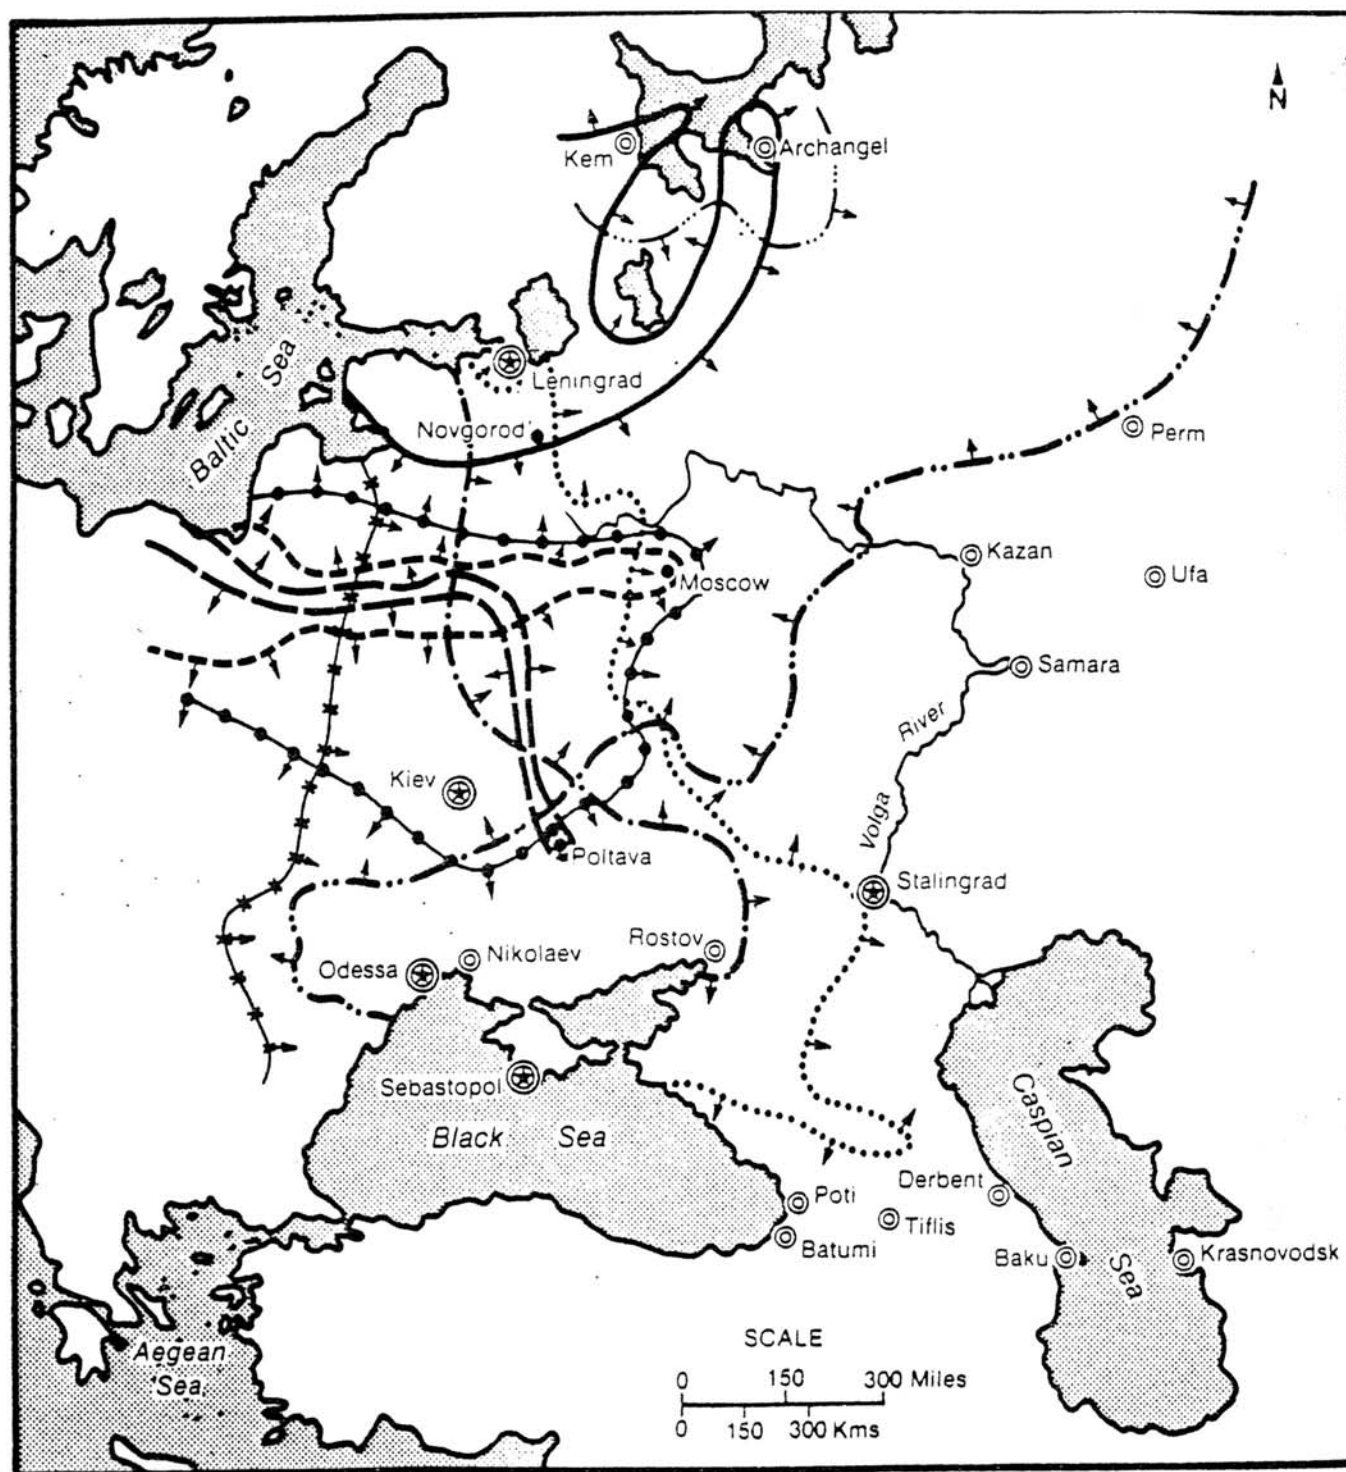 N
Kem
Archangel
Leningrad
Novgorod
Baltic
Sea
Perm
Kazan
Ufa
Moscow
Samara
River
Volga
Kiev
Poltava
Stalingrad
Rostov
Nikolaev
Odessa
Sebastopol
Black Sea
Caspian
Sea
Derbent
Poti
Tiflis
Batumi
Baku
Krasnovodsk
Aegean
Sea
SCALE
0 150 300 Miles
0 150 300 Kms